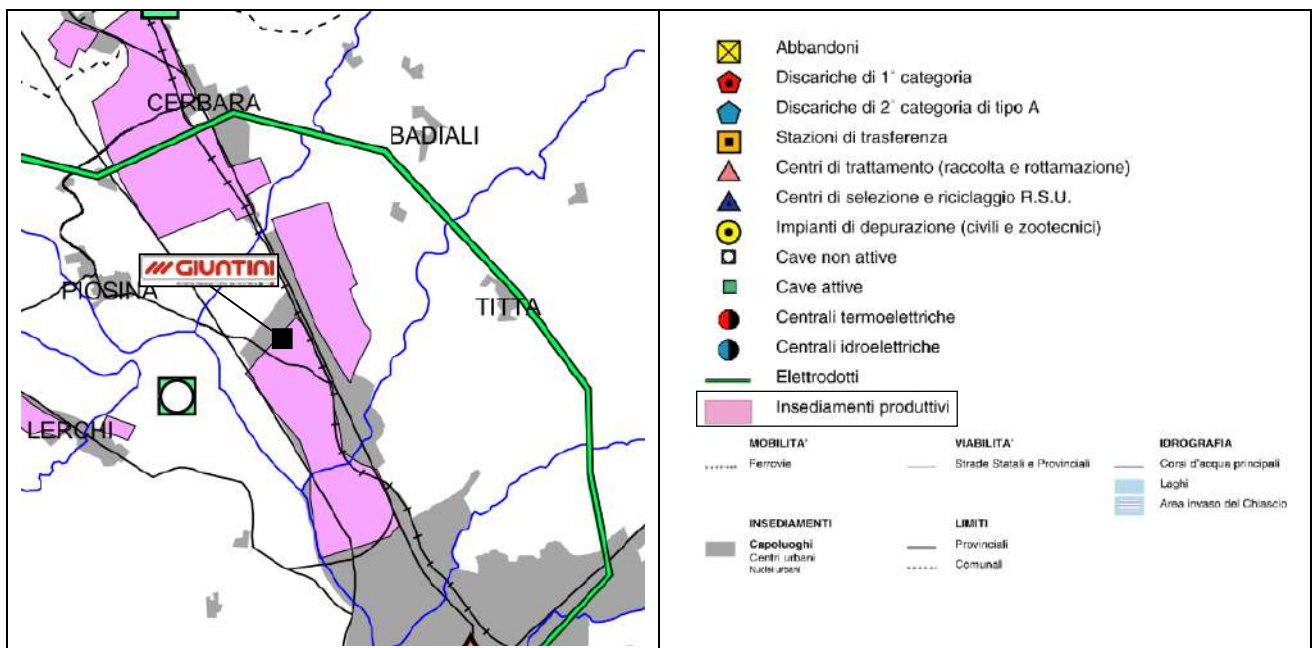 CERBARA
BADIALI
GIUNTINI
PIOSINA
TITTA
LERCHI
Abbandoni
Discariche di 1° categoria
Discariche di 2° categoria di tipo A
Stazioni di trasferenza
Centri di trattamento (raccolta e rottamazione)
Centri di selezione e riciclaggio R.S.U.
Impianti di depurazione (civili e zootecnici)
Cave non attive
Cave attive
Centrali termoelettriche
Centrali idroelettriche
Elettrodotti
Insediamenti produttivi
MOBILITA' VIABILITA' IDROGRAFIA
Ferrovie Strade Statali e Provinciali Corsi d'acqua principali
Laghi
Area invaso del Chiascio
INSEDIAMENTI LIMITI
Capoluoghi Provinciali
Centri urbani Comunali
Nuclei urbani